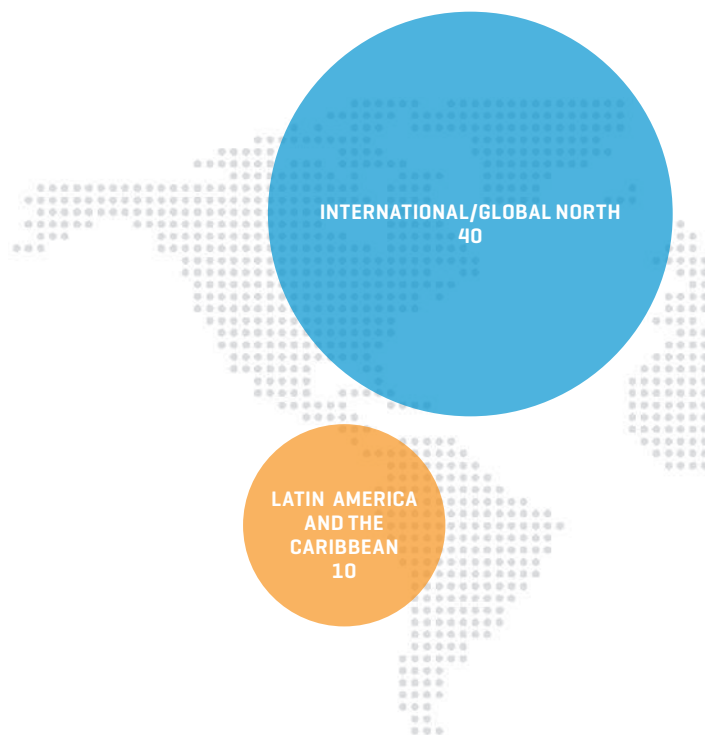 INTERNATIONAL/GLOBAL NORTH
40
LATIN AMERICA
AND THE
CARIBBEAN
10